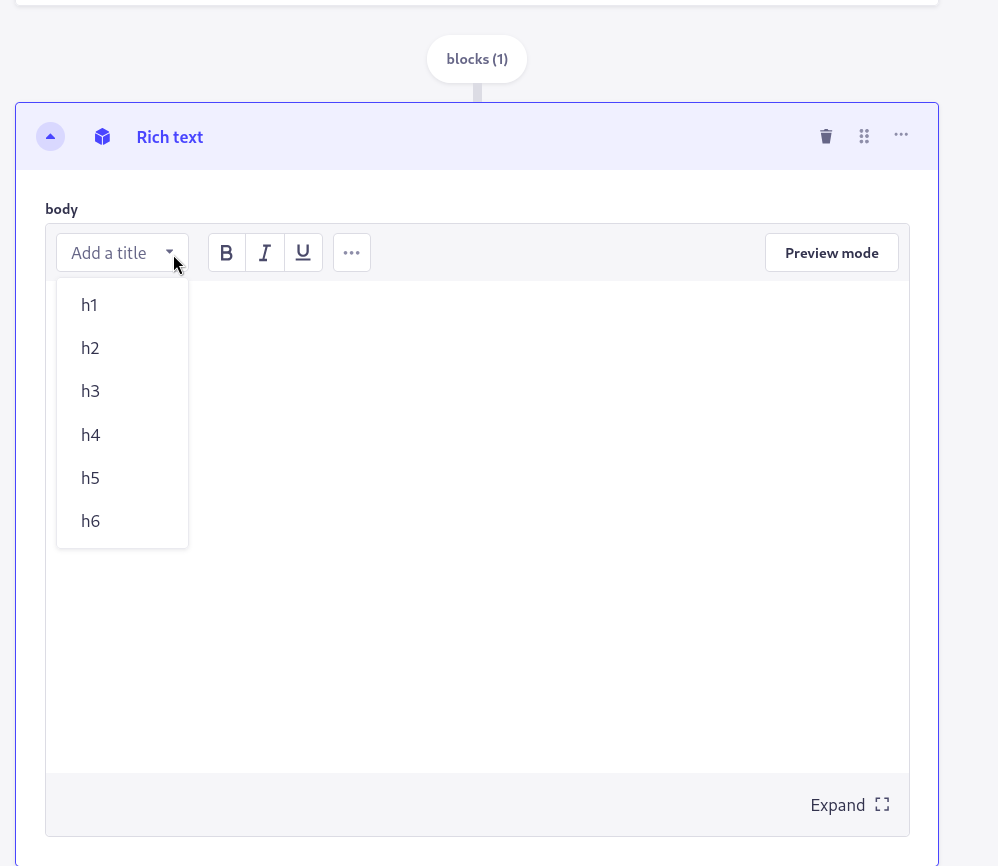 blocks (1)
Rich text
body
Add a title B I U Preview mode
h1
h2
h3
h4
h5
h6
Expand